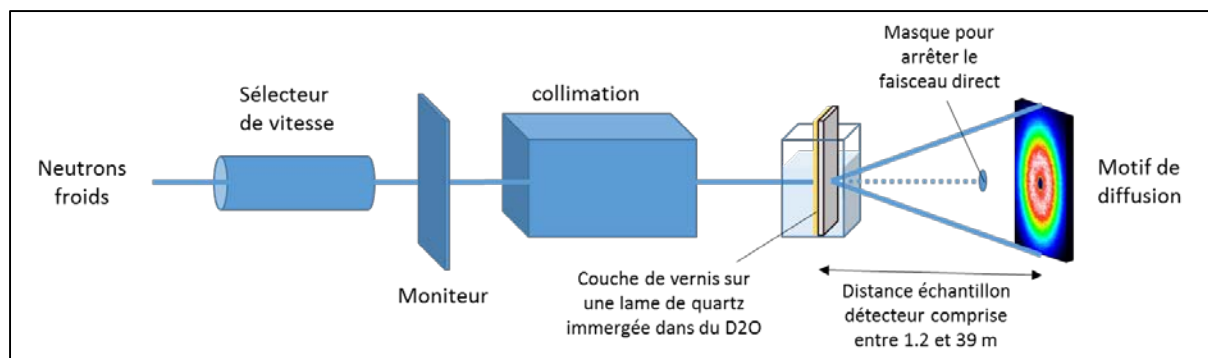 Neutrons
froids
Sélecteur
de vitesse
Moniteur
collimation
Couche de vernis sur
une lame de quartz
immergée dans du D2O
Masque pour
arrêter le
faisceau direct
Motif de
diffusion
Distance échantillon
détecteur comprise
entre 1.2 et 39 m